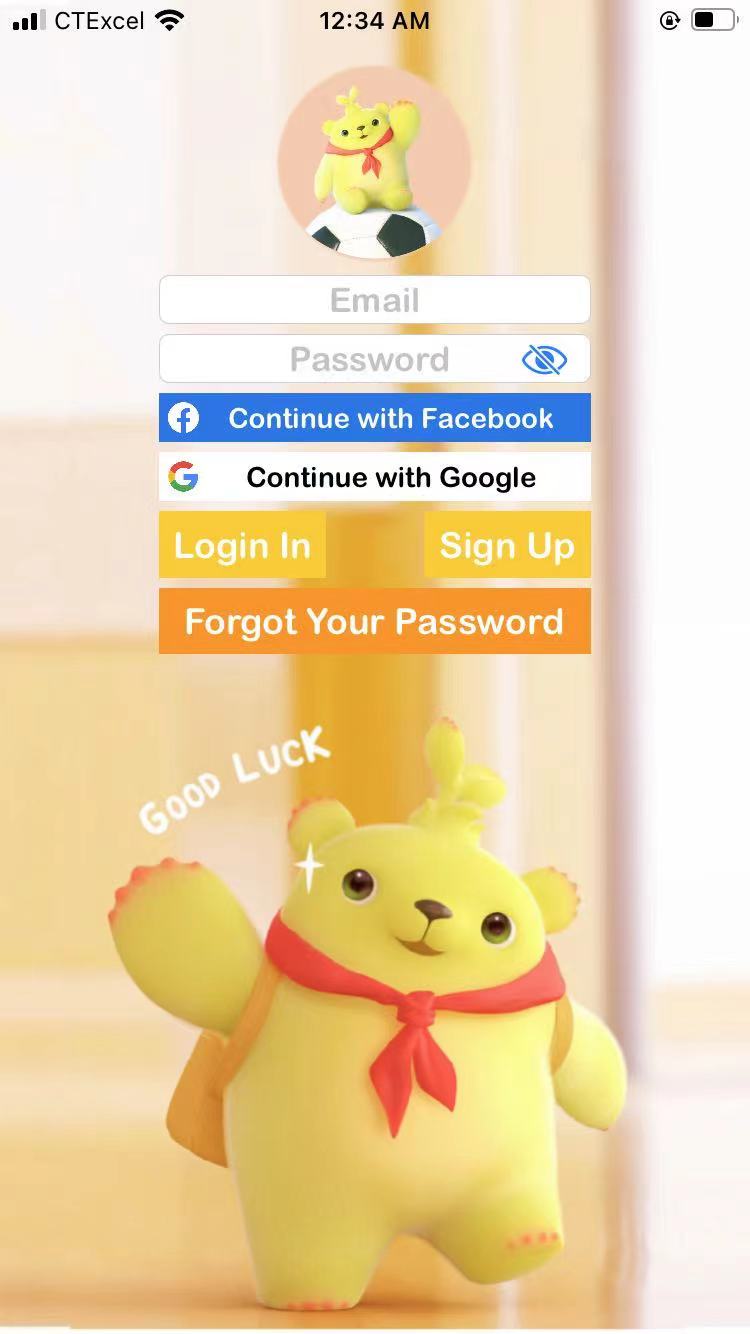 CTExcel 12:34 AM
Email
Password
Continue with Facebook
Continue with Google
Login In Sign Up
Forgot Your Password
GOOD LUCK